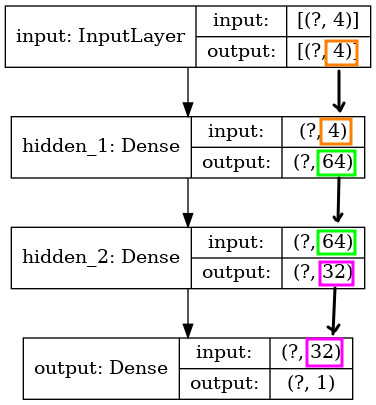 input: InputLayer
input: [(?, 4)]
output: [(?, 4)]
hidden_1: Dense
input: (?, 4)
output: (?, 64)
hidden_2: Dense
input: (?, 64)
output: (?, 32)
output: Dense
input: (?, 32)
output: (?, 1)